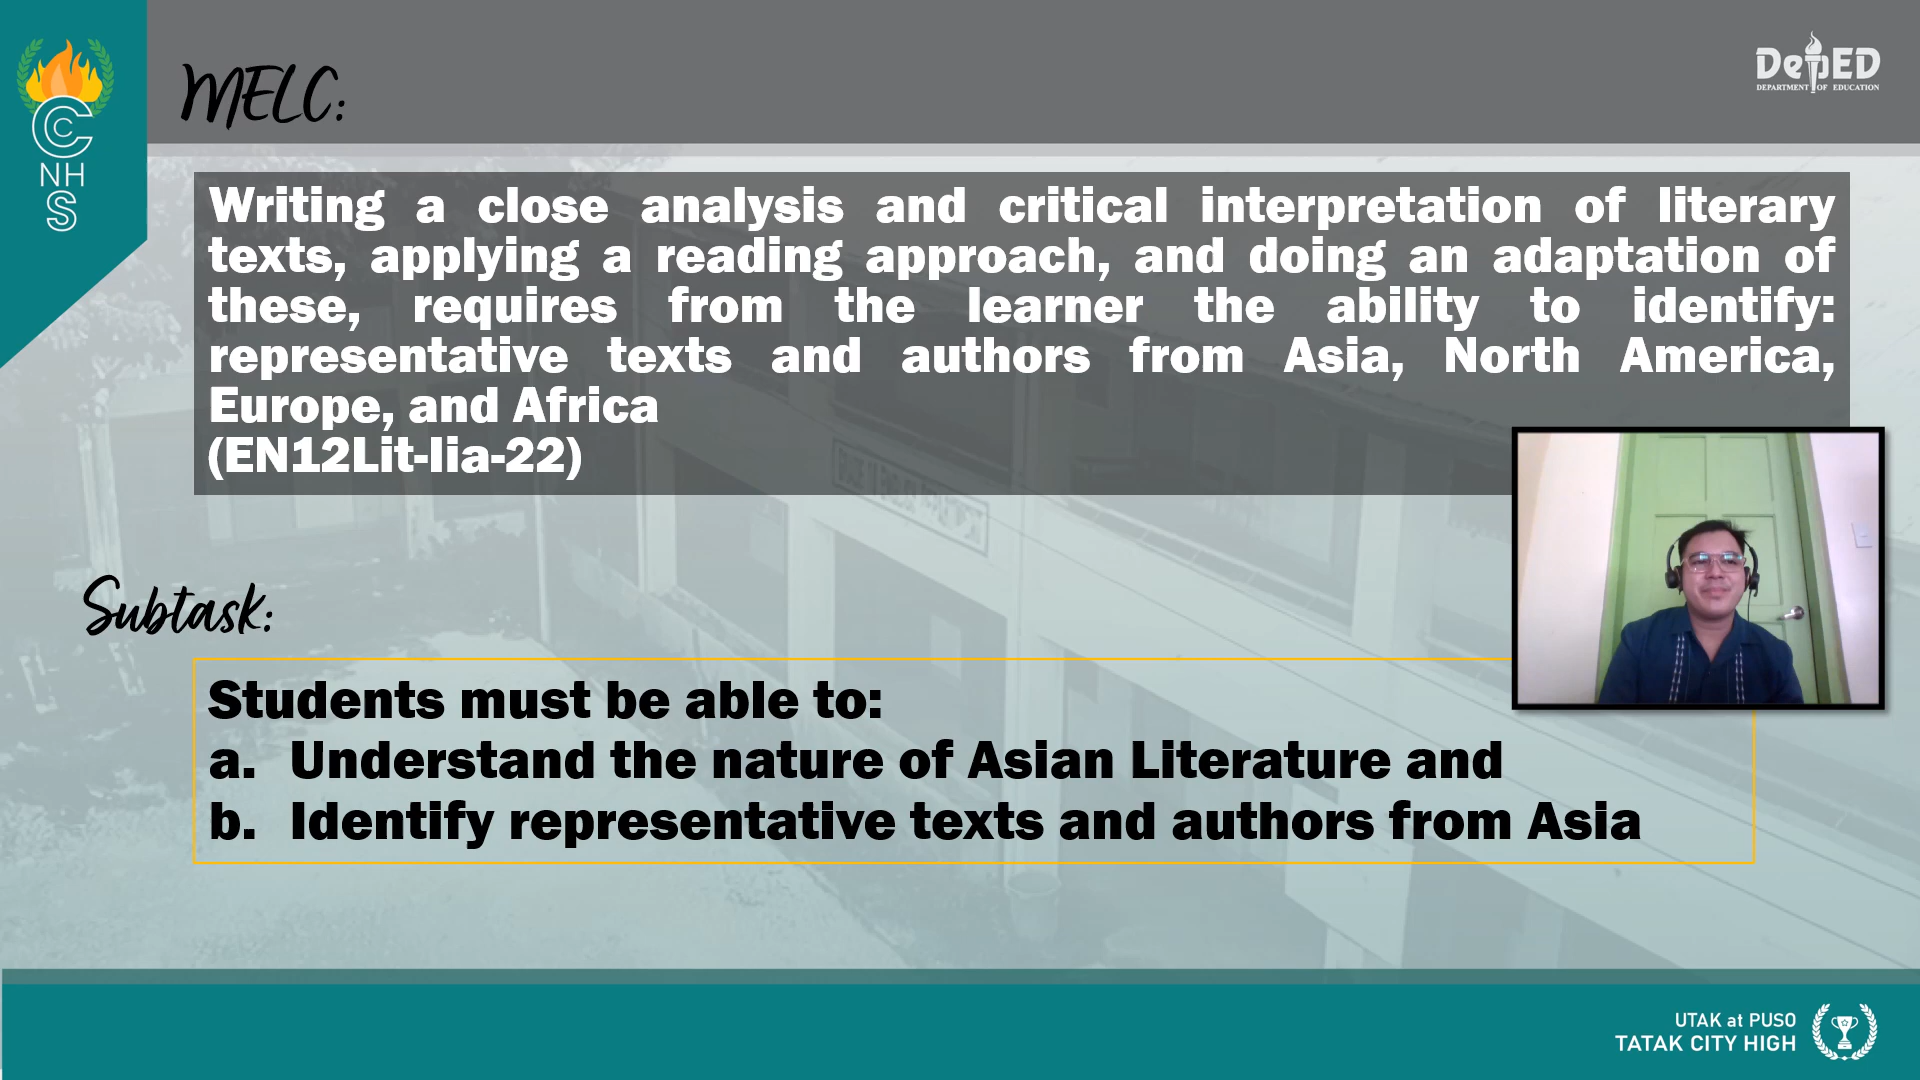 MELC:
DepED
DEPARTMENT OF EDUCATION
C
C
NH
S
Writing a close analysis and critical interpretation of literary
texts, applying a reading approach, and doing an adaptation of
these, requires from the learner the ability to identify:
representative texts and authors from Asia, North America,
Europe, and Africa
(EN12Lit-Iia-22)
Subtask:
Students must be able to:
a. Understand the nature of Asian Literature and
b. Identify representative texts and authors from Asia
UTAK at PUSO
TATAK CITY HIGH